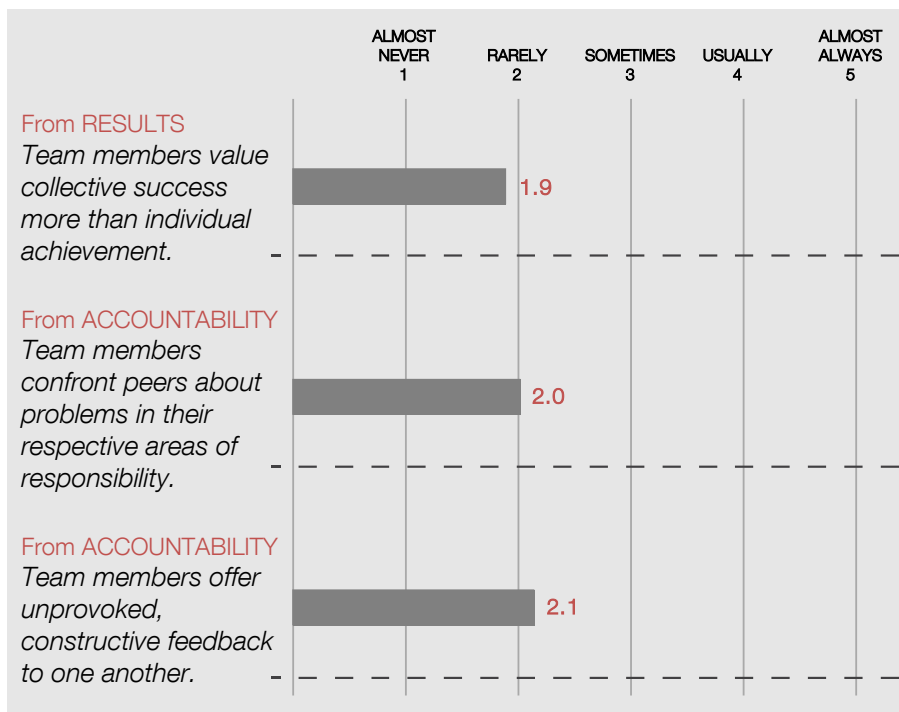 ALMOST NEVER 1
RARELY 2
SOMETIMES 3
USUALLY 4
ALMOST ALWAYS 5
From RESULTS
Team members value
collective success
more than individual
achievement.
1.9
From ACCOUNTABILITY
Team members
confront peers about
problems in their
respective areas of
responsibility.
2.0
From ACCOUNTABILITY
Team members offer
unprovoked,
constructive feedback
to one another.
2.1